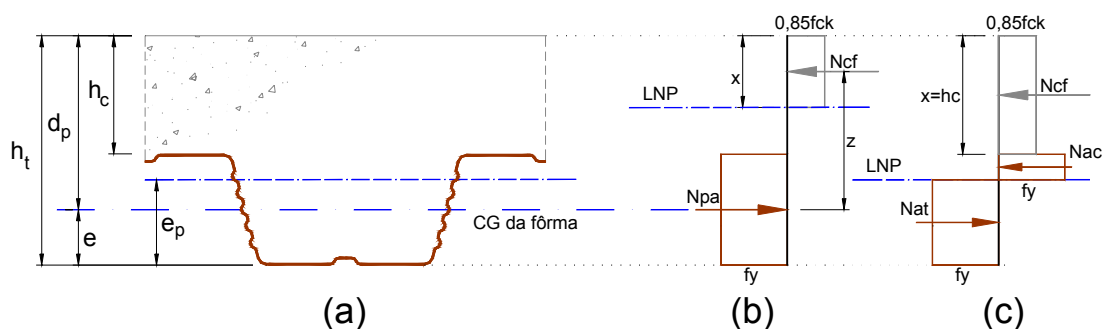 0,85fck
0,85fck
h_t
d_p
h_c
e
e_p
CG da fôrma
x
Ncf
LNP
z
Npa
fy
x=hc
Ncf
Nac
LNP
fy
Nat
fy
(a)
(b)
(c)